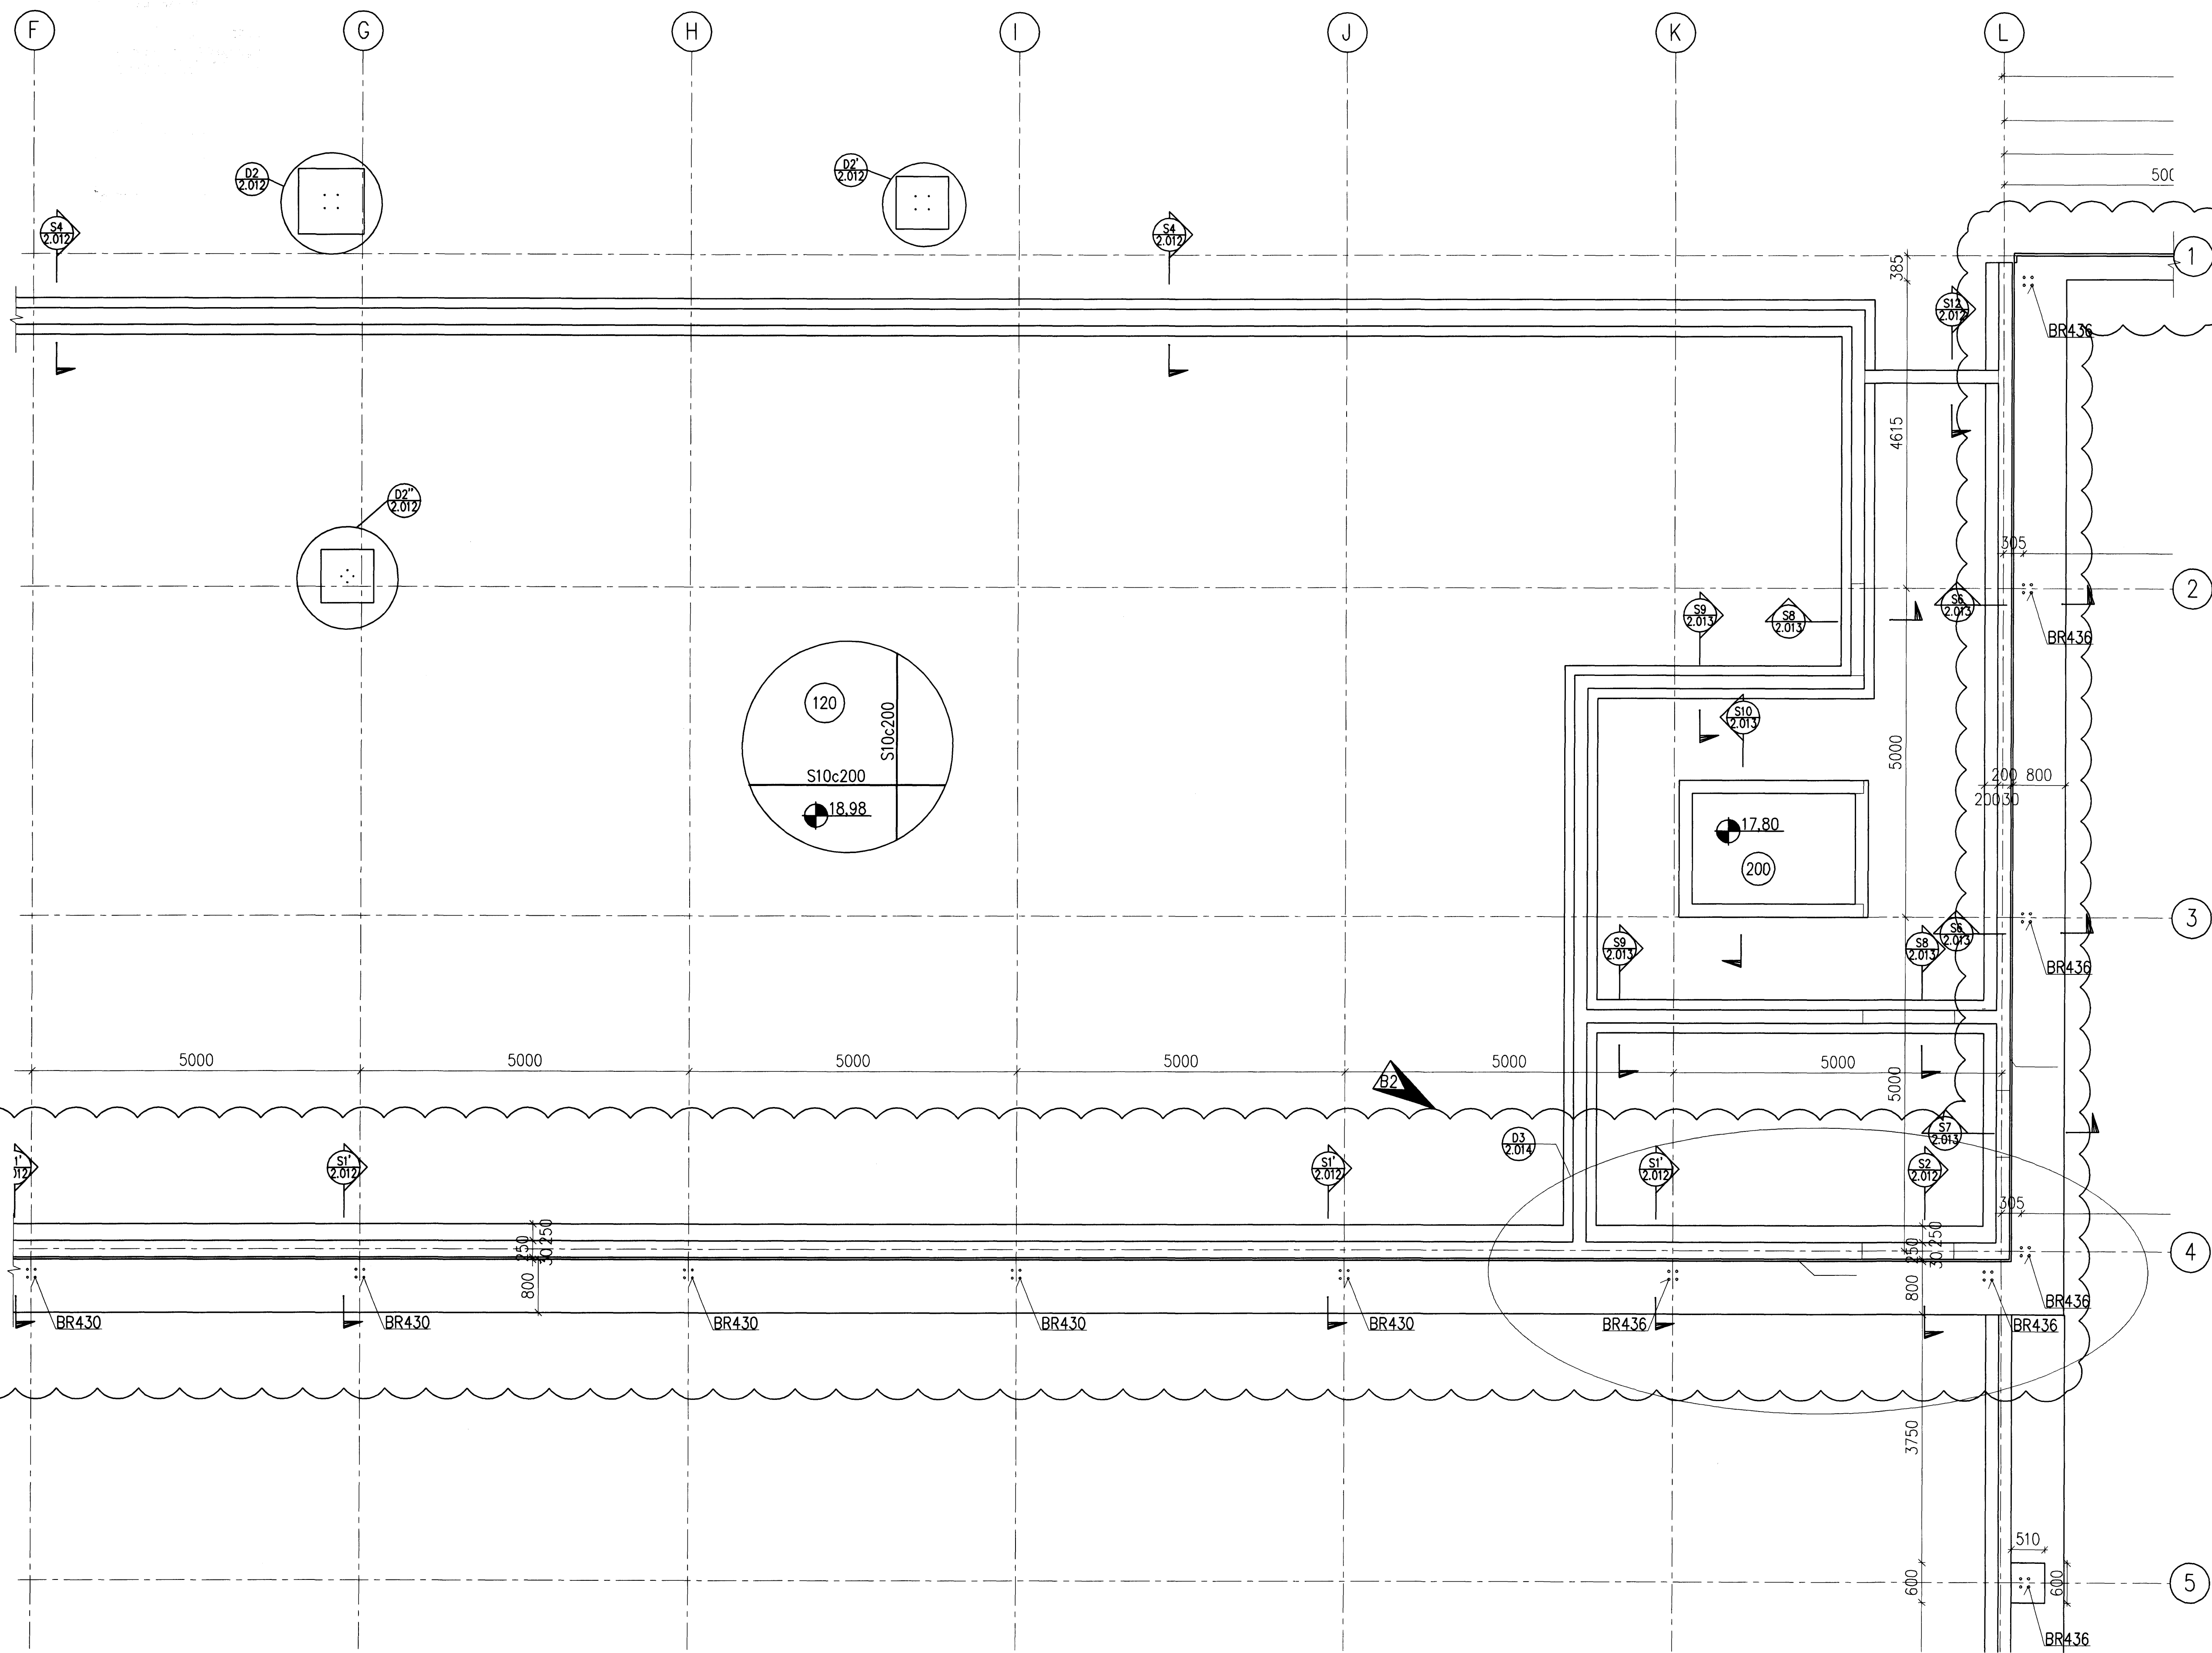 F G H I J K L
500
D2 2.012
D2' 2.012
S4 2.012
S4 2.012
1
385
S12 2.012
BR436
4615
D2'' 2.012
305
2
S9 2.013
S8 2.013
S6 2.013
BR436
120
S10c200
S10c200
18,98
S10 2.013
5000
200 800
200 30
17,80
200
3
S9 2.013
S8 2.013
S6 2.013
BR436
5000 5000 5000 5000 5000 5000
B2
5000
D3 2.014
S7 2.013
1' 012
S1' 2.012
S1' 2.012
S1' 2.012
S2 2.012
305
250 250
30
800
250 250
30
800
4
BR436
BR430 BR430 BR430 BR430 BR430 BR436 BR436
3750
510
600
600
5
BR436